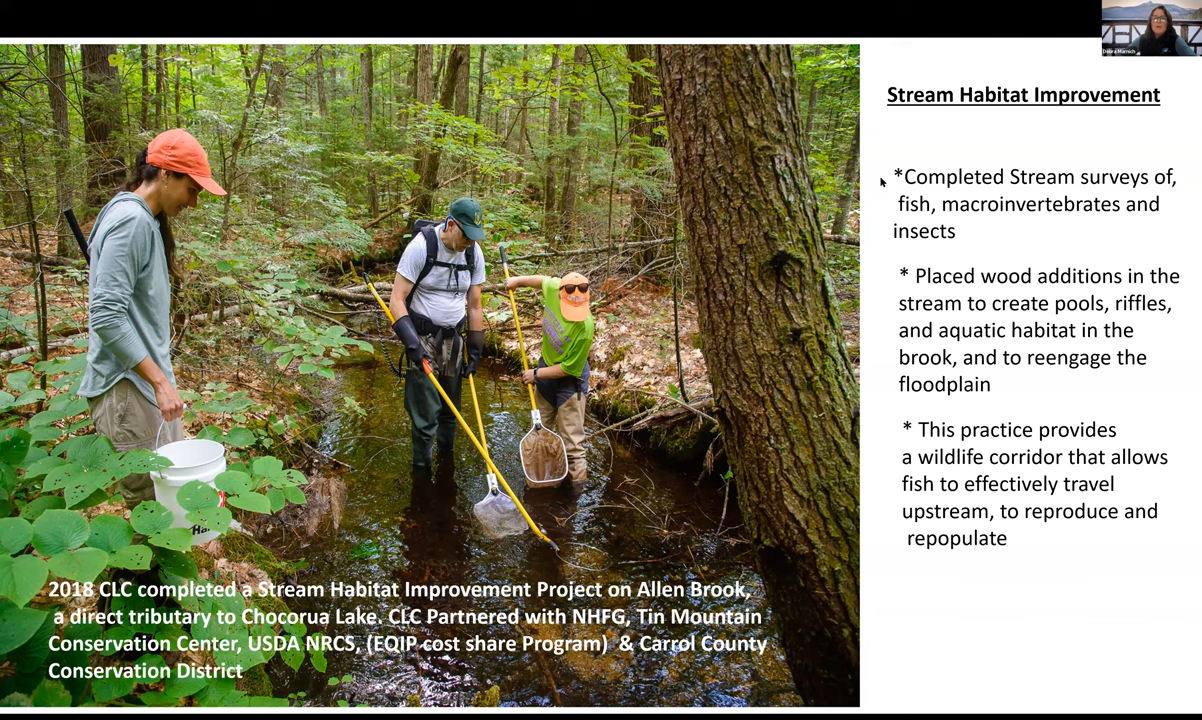 Debra Marnich
Stream Habitat Improvement
*Completed Stream surveys of,
fish, macroinvertebrates and
insects
* Placed wood additions in the
stream to create pools, riffles,
and aquatic habitat in the
brook, and to reengage the
floodplain
* This practice provides
a wildlife corridor that allows
fish to effectively travel
upstream, to reproduce and
repopulate
2018 CLC completed a Stream Habitat Improvement Project on Allen Brook,
a direct tributary to Chocorua Lake. CLC Partnered with NHFG, Tin Mountain
Conservation Center, USDA NRCS, (EQIP cost share Program) & Carrol County
Conservation District